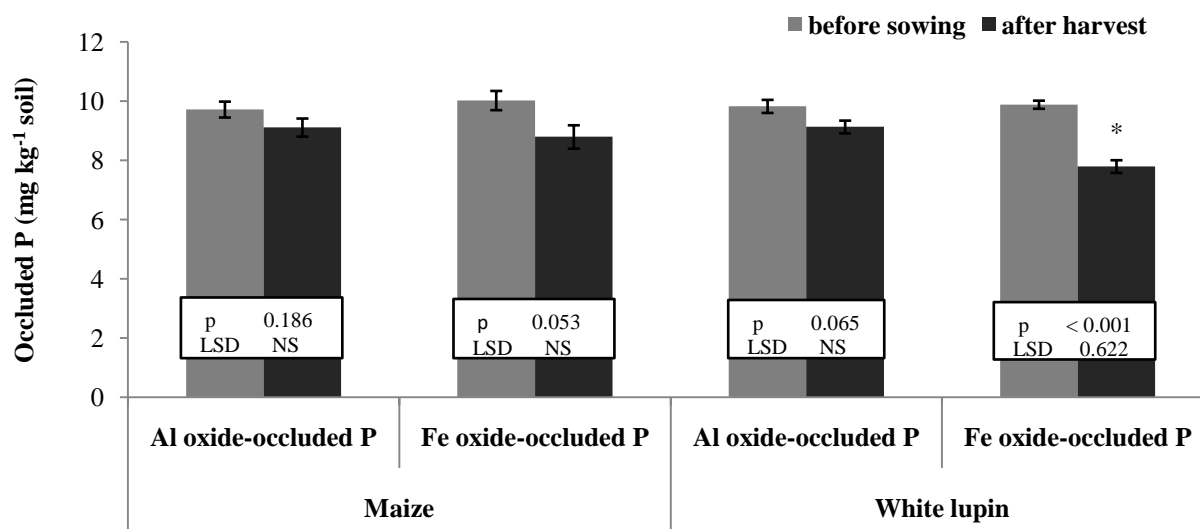 before sowing after harvest
Occluded P (mg kg-1 soil)
12
10
8
6
4
2
0
*
p 0.186
LSD NS
p 0.053
LSD NS
p 0.065
LSD NS
p < 0.001
LSD 0.622
Al oxide-occluded P Fe oxide-occluded P Al oxide-occluded P Fe oxide-occluded P
Maize White lupin